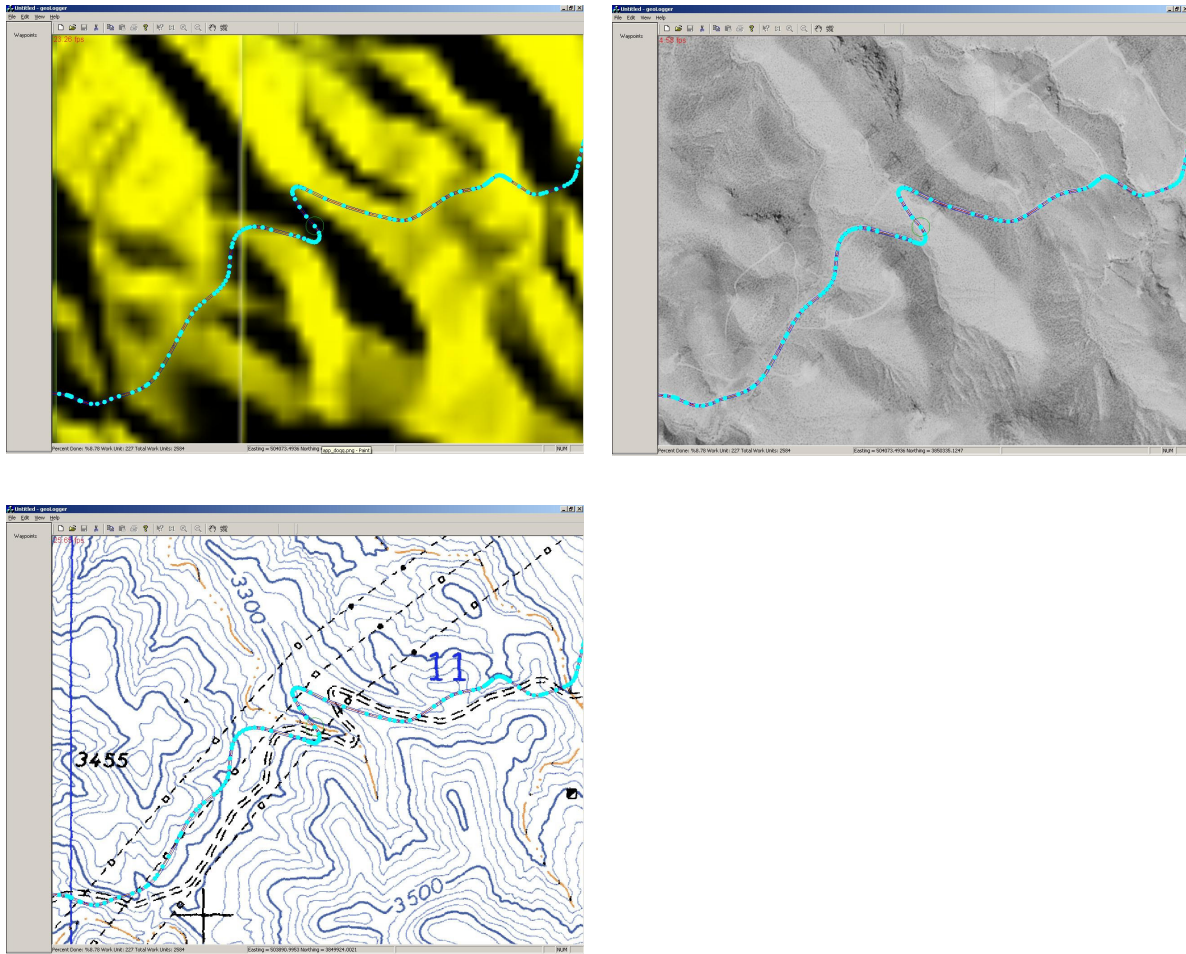 Untitled - geoLogger
File Edit View Help
Waypoints
Percent Done: %8.78 Work Unit: 227 Total Work Units: 2584
Easting = 504073.4936 Northing
app_doqq.png - Paint
NUM
Untitled - geoLogger
File Edit View Help
Waypoints
Percent Done: %8.78 Work Unit: 227 Total Work Units: 2584
Easting = 504073.4936 Northing = 3850335.1247
NUM
Untitled - geoLogger
File Edit View Help
Waypoints
3300
11
3455
3500
Percent Done: %8.78 Work Unit: 227 Total Work Units: 2584
Easting = 503890.9953 Northing = 3849924.0021
NUM